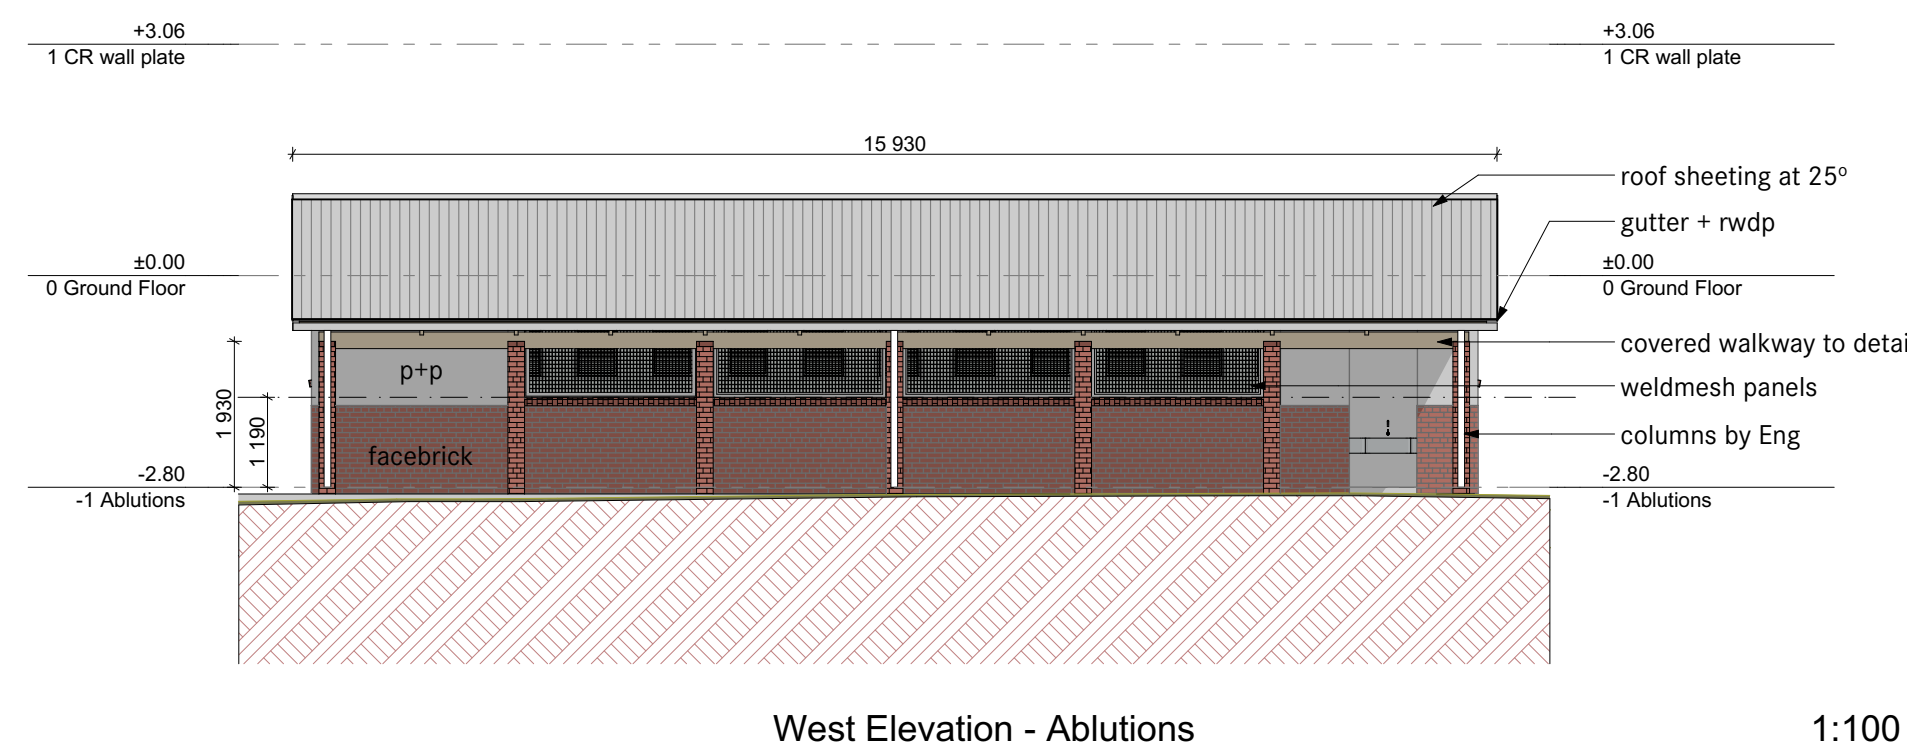 +3.06
1 CR wall plate
+3.06
1 CR wall plate
15 930
roof sheeting at 25º
gutter + rwdp
±0.00
0 Ground Floor
±0.00
0 Ground Floor
covered walkway to detai
p+p
weldmesh panels
1 930
1 190
columns by Eng
facebrick
-2.80
-1 Ablutions
-2.80
-1 Ablutions
West Elevation - Ablutions
1:100